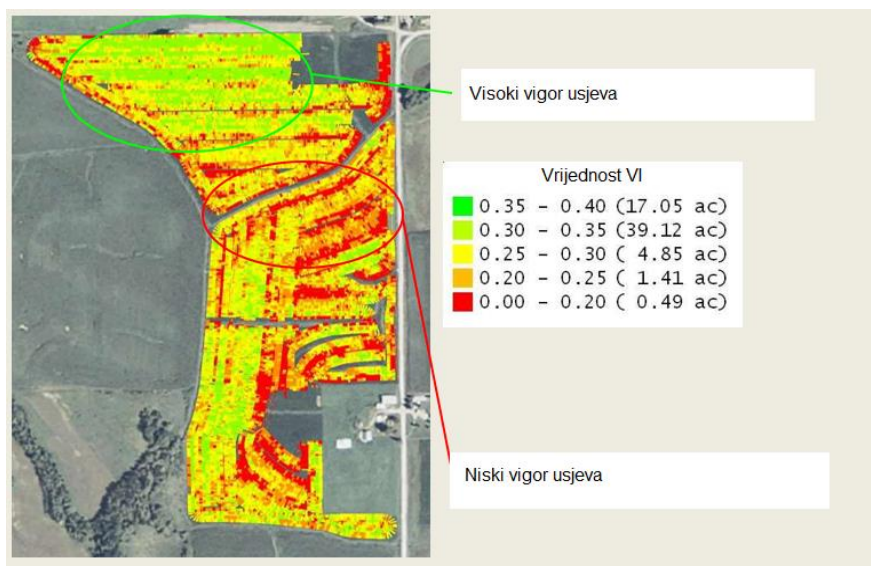 Visoki vigor usjeva
Vrijednost VI
0.35 - 0.40 (17.05 ac)
0.30 - 0.35 (39.12 ac)
0.25 - 0.30 ( 4.85 ac)
0.20 - 0.25 ( 1.41 ac)
0.00 - 0.20 ( 0.49 ac)
Niski vigor usjeva